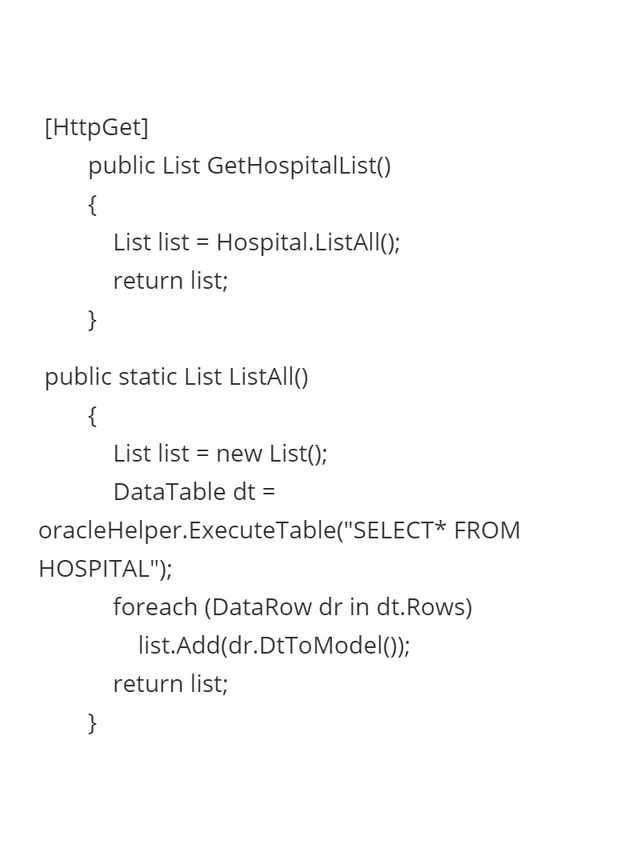 [HttpGet]
public List GetHospitalList()
{
List list = Hospital.ListAll();
return list;
}
public static List ListAll()
{
List list = new List();
DataTable dt =
oracleHelper.ExecuteTable("SELECT* FROM
HOSPITAL");
foreach (DataRow dr in dt.Rows)
list.Add(dr.DtToModel());
return list;
}